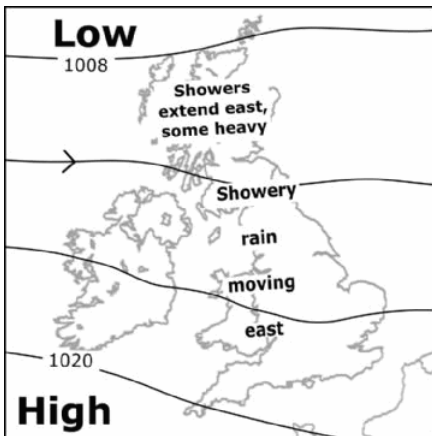 Low
1008
Showers
extend east,
some heavy
Showery
rain
moving
east
1020
High